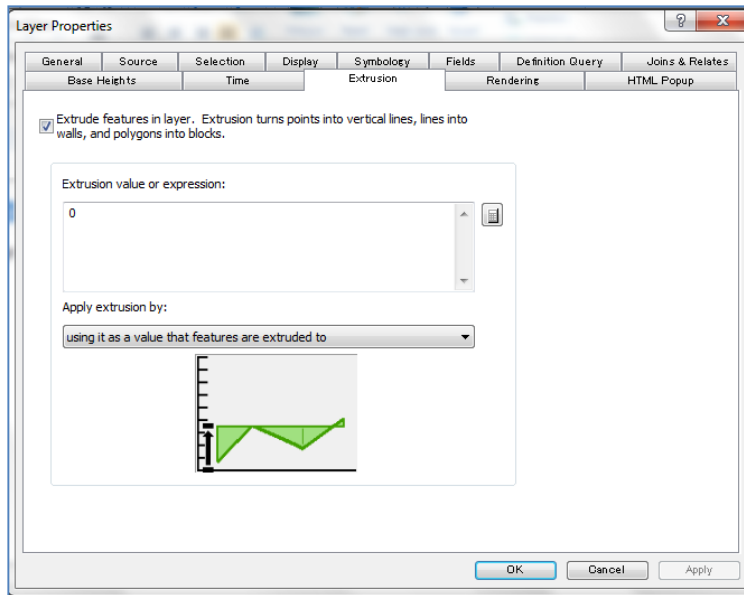 Layer Properties
General Source Selection Display Symbology Fields Definition Query Joins & Relates
Base Heights Time Extrusion Rendering HTML Popup
Extrude features in layer. Extrusion turns points into vertical lines, lines into
walls, and polygons into blocks.
Extrusion value or expression:
0
Apply extrusion by:
using it as a value that features are extruded to
OK Cancel Apply